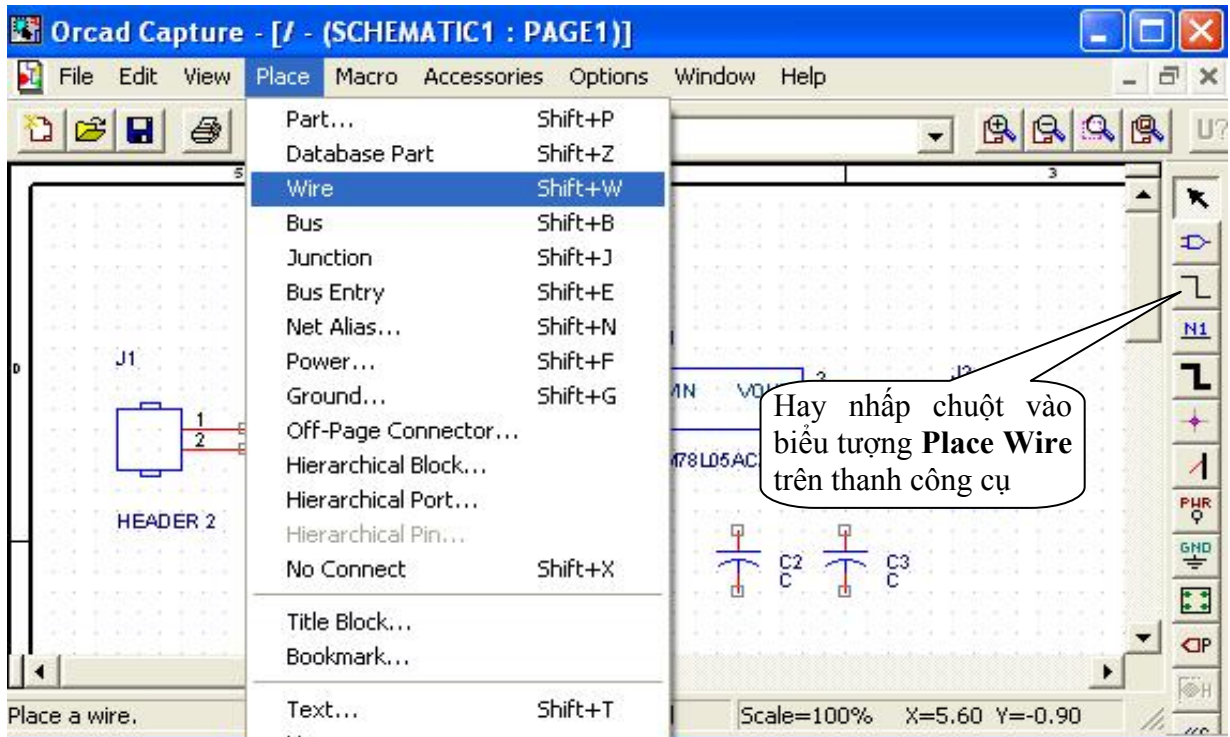 Orcad Capture - [/ - (SCHEMATIC1 : PAGE1)]
File Edit View Place Macro Accessories Options Window Help
U?
Part... Shift+P
Database Part Shift+Z
Wire Shift+W
Bus Shift+B
Junction Shift+J
Bus Entry Shift+E
Net Alias... Shift+N
Power... Shift+F
Ground... Shift+G
Off-Page Connector...
Hierarchical Block...
Hierarchical Port...
Hierarchical Pin...
No Connect Shift+X
Title Block...
Bookmark...
Text... Shift+T
5
3
D
J1
1
2
HEADER 2
Hay nhấp chuột vào
biểu tượng Place Wire
trên thanh công cụ
C2
C
C3
C
N1
PWR
GND
P
H
Place a wire.
Scale=100% X=5.60 Y=-0.90